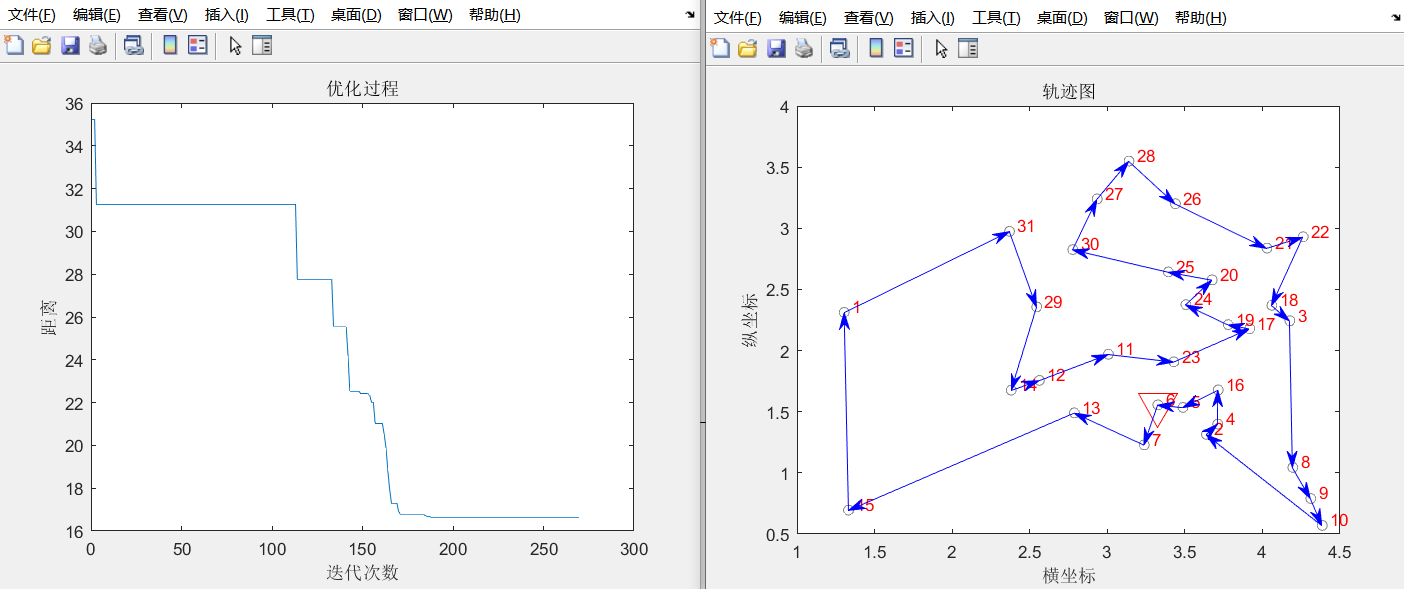 文件(F) 编辑(E) 查看(V) 插入(I) 工具(T) 桌面(D) 窗口(W) 帮助(H)
优化过程
36
34
32
30
28
26
24
22
20
18
16
距离
0 50 100 150 200 250 300
迭代次数
文件(F) 编辑(E) 查看(V) 插入(I) 工具(T) 桌面(D) 窗口(W) 帮助(H)
轨迹图
4
3.5
3
2.5
2
1.5
1
0.5
纵坐标
28
27 26
31 22
30 21
25 20
1 29 24 18
3
19 17
11 23
14 12 16
13 6 5
4
7 2
8
9
15 10
1 1.5 2 2.5 3 3.5 4 4.5
横坐标